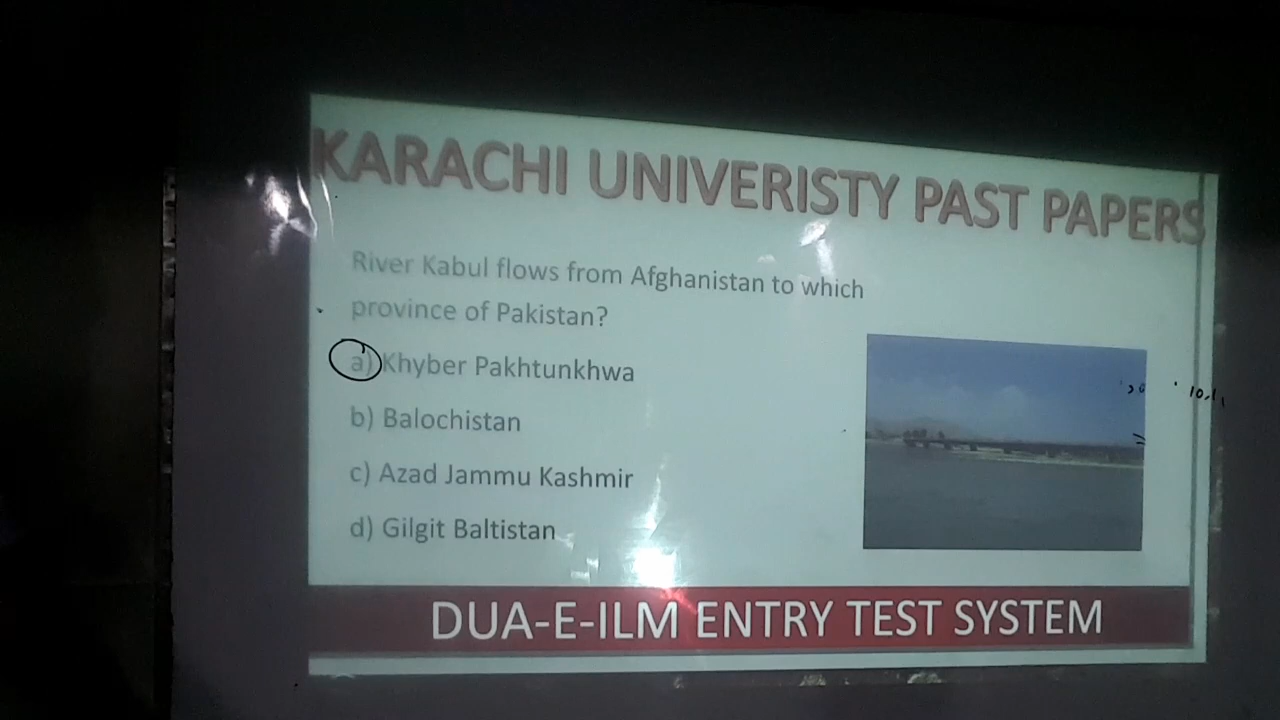 KARACHI UNIVERISTY PAST PAPERS
River Kabul flows from Afghanistan to which
province of Pakistan?
a) Khyber Pakhtunkhwa
b) Balochistan
c) Azad Jammu Kashmir
d) Gilgit Baltistan
DUA-E-ILM ENTRY TEST SYSTEM